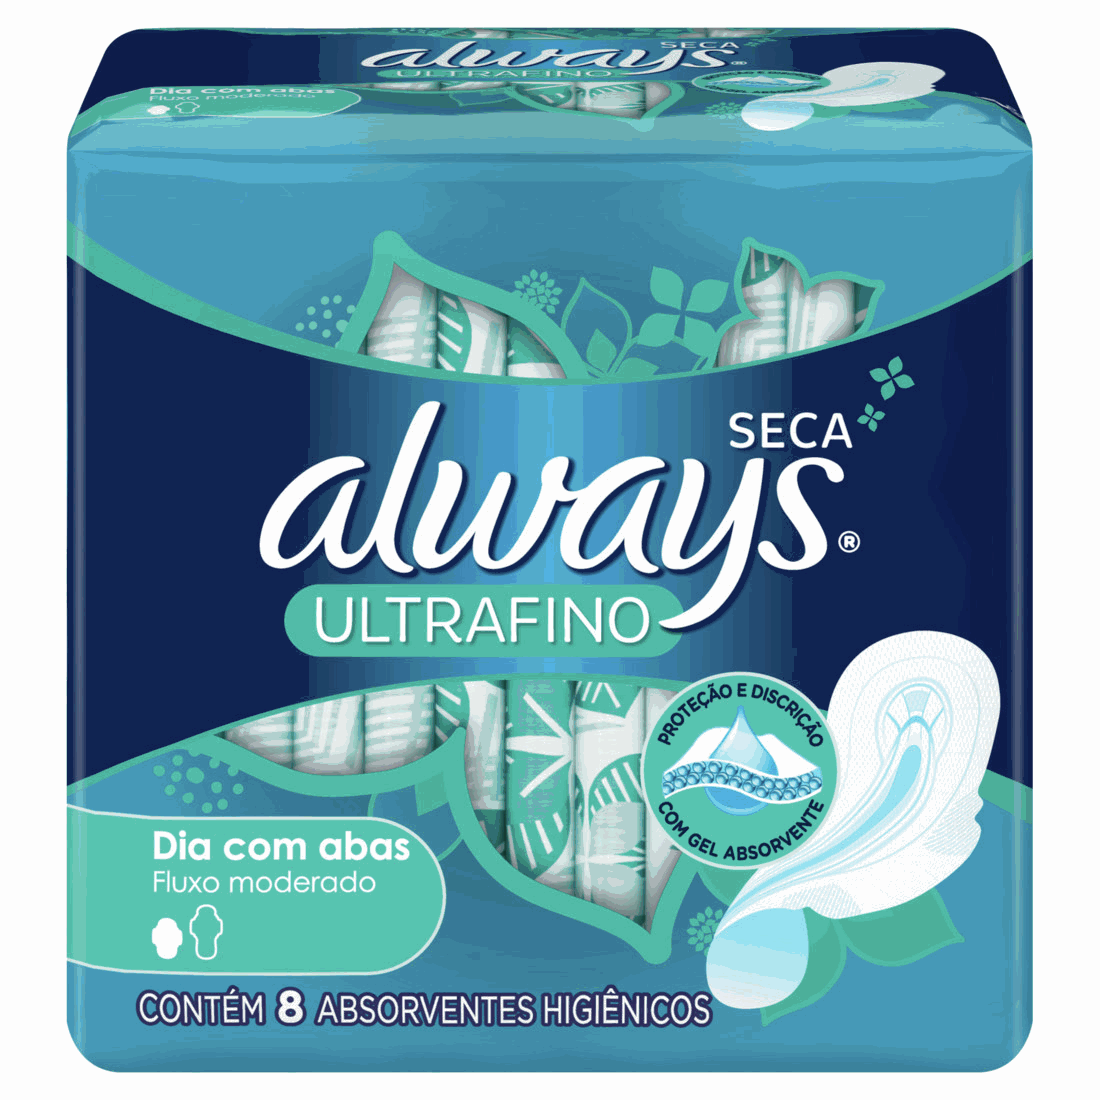 SECA
always®
ULTRAFINO
Dia com abas
Fluxo moderado
SECA
always®
ULTRAFINO
PROTEÇÃO E DISCRIÇÃO
COM GEL ABSORVENTE
Dia com abas
Fluxo moderado
CONTÉM 8 ABSORVENTES HIGIÊNICOS